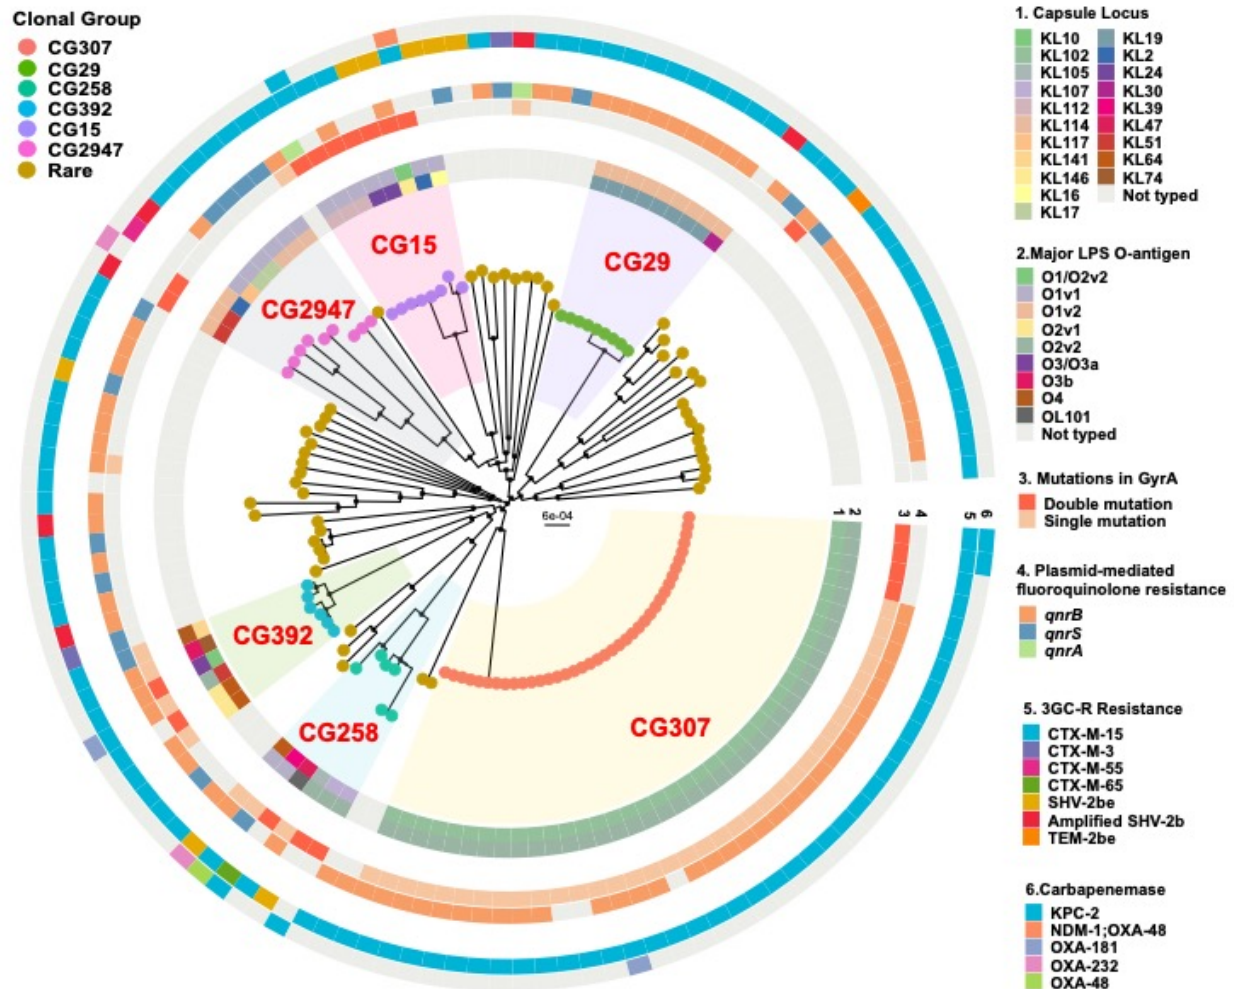 Clonal Group
CG307
CG29
CG258
CG392
CG15
CG2947
Rare
CG15
CG29
CG2947
CG392
CG258
CG307
6e-04
1 2 3 4 5 6
1. Capsule Locus
KL10 KL19
KL102 KL2
KL105 KL24
KL107 KL30
KL112 KL39
KL114 KL47
KL117 KL51
KL141 KL64
KL146 KL74
KL16 Not typed
KL17
2.Major LPS O-antigen
O1/O2v2
O1v1
O1v2
O2v1
O2v2
O3/O3a
O3b
O4
OL101
Not typed
3. Mutations in GyrA
Double mutation
Single mutation
4. Plasmid-mediated
fluoroquinolone resistance
qnrB
qnrS
qnrA
5. 3GC-R Resistance
CTX-M-15
CTX-M-3
CTX-M-55
CTX-M-65
SHV-2be
Amplified SHV-2b
TEM-2be
6.Carbapenemase
KPC-2
NDM-1;OXA-48
OXA-181
OXA-232
OXA-48